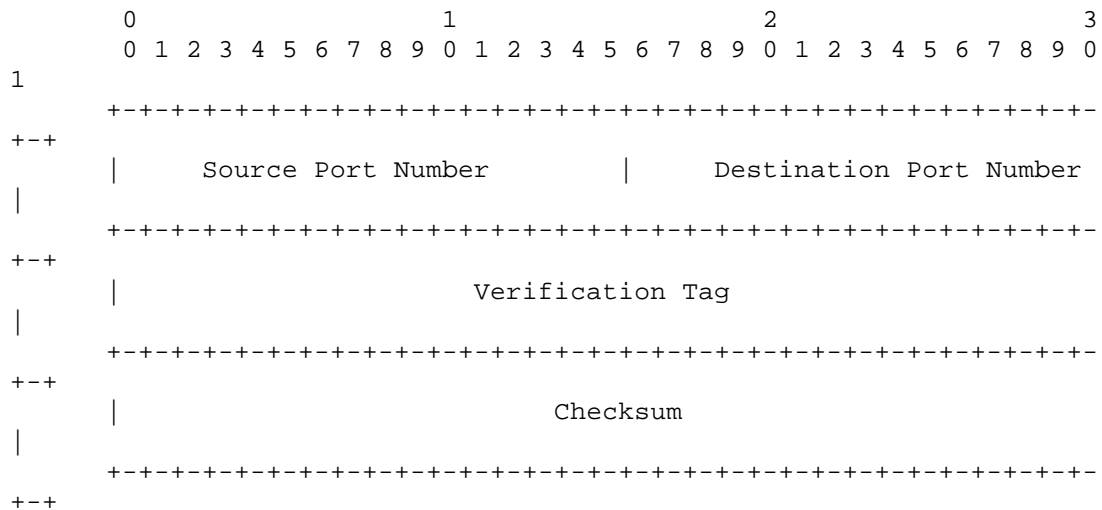 0                   1                   2                   3
0 1 2 3 4 5 6 7 8 9 0 1 2 3 4 5 6 7 8 9 0 1 2 3 4 5 6 7 8 9 0
1
+-+-+-+-+-+-+-+-+-+-+-+-+-+-+-+-+-+-+-+-+-+-+-+-+-+-+-+-+-+-+-
+-+
|     Source Port Number        |     Destination Port Number
|
+-+-+-+-+-+-+-+-+-+-+-+-+-+-+-+-+-+-+-+-+-+-+-+-+-+-+-+-+-+-+-
+-+
|                      Verification Tag
|
+-+-+-+-+-+-+-+-+-+-+-+-+-+-+-+-+-+-+-+-+-+-+-+-+-+-+-+-+-+-+-
+-+
|                           Checksum
|
+-+-+-+-+-+-+-+-+-+-+-+-+-+-+-+-+-+-+-+-+-+-+-+-+-+-+-+-+-+-+-
+-+